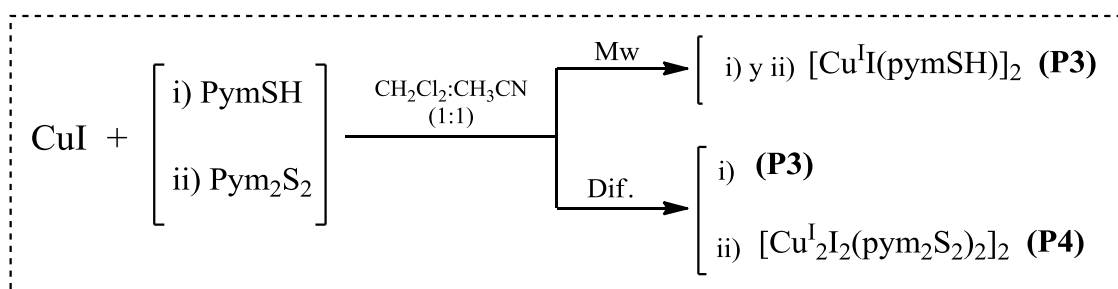 CuI + i) PymSH
ii) Pym₂S₂
CH₂Cl₂:CH₃CN
(1:1)
Mw
i) y ii) [CuᴵI(pymSH)]₂ (P3)
Dif.
i) (P3)
ii) [Cuᴵ₂I₂(pym₂S₂)₂]₂ (P4)